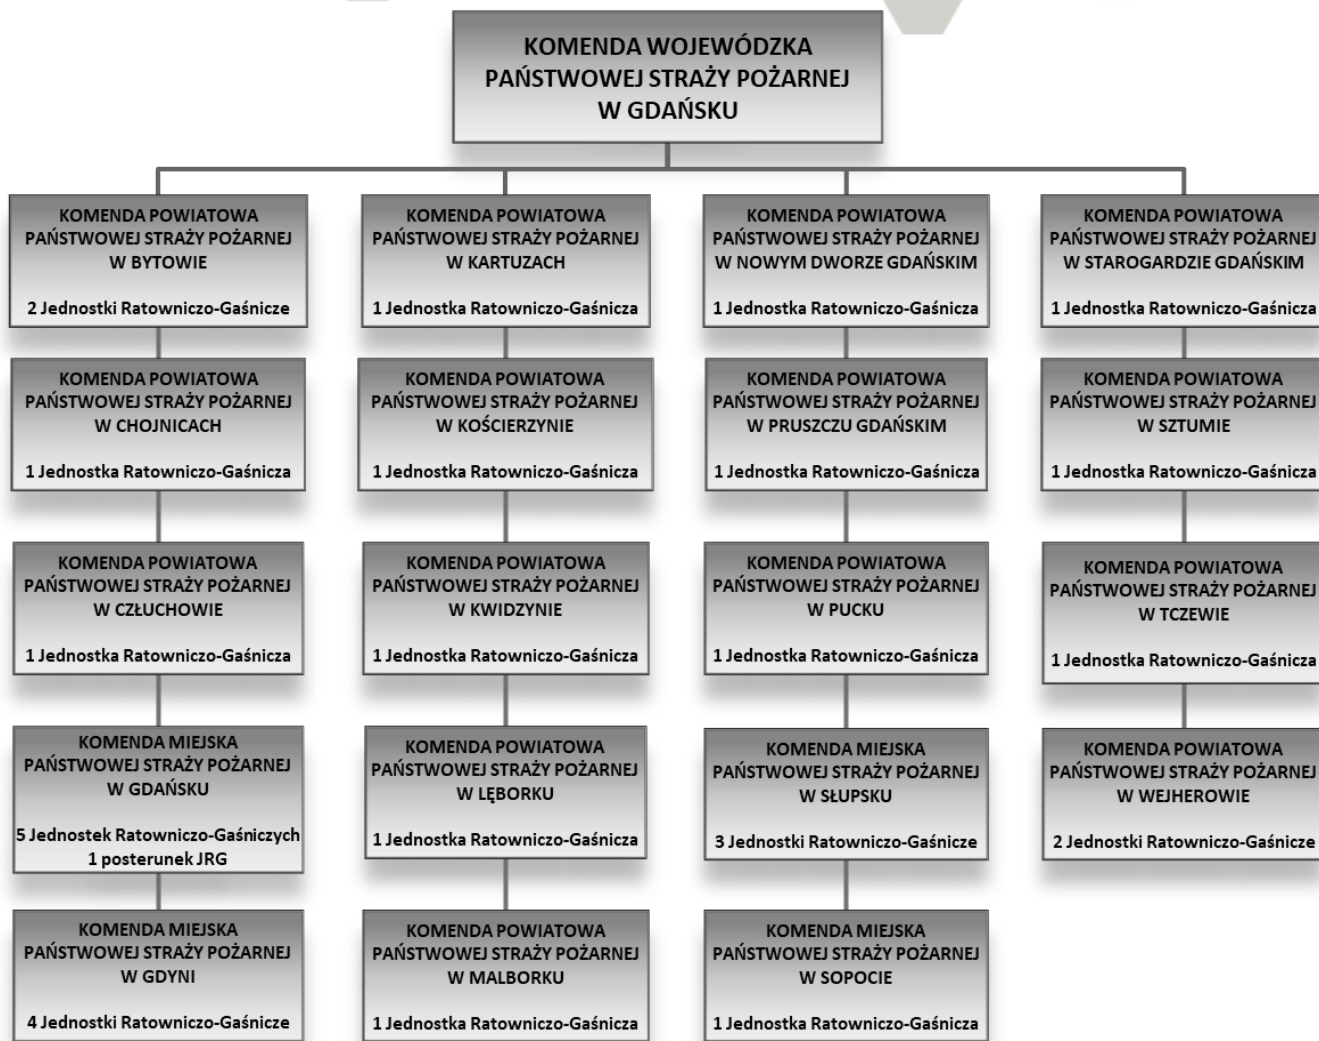 KOMENDA WOJEWÓDZKA
PAŃSTWOWEJ STRAŻY POŻARNEJ
W GDAŃSKU
KOMENDA POWIATOWA
PAŃSTWOWEJ STRAŻY POŻARNEJ
W BYTOWIE
2 Jednostki Ratowniczo-Gaśnicze
KOMENDA POWIATOWA
PAŃSTWOWEJ STRAŻY POŻARNEJ
W CHOJNICACH
1 Jednostka Ratowniczo-Gaśnicza
KOMENDA POWIATOWA
PAŃSTWOWEJ STRAŻY POŻARNEJ
W CZŁUCHOWIE
1 Jednostka Ratowniczo-Gaśnicza
KOMENDA MIEJSKA
PAŃSTWOWEJ STRAŻY POŻARNEJ
W GDAŃSKU
5 Jednostek Ratowniczo-Gaśniczych
1 posterunek JRG
KOMENDA MIEJSKA
PAŃSTWOWEJ STRAŻY POŻARNEJ
W GDYNI
4 Jednostki Ratowniczo-Gaśnicze
KOMENDA POWIATOWA
PAŃSTWOWEJ STRAŻY POŻARNEJ
W KARTUZACH
1 Jednostka Ratowniczo-Gaśnicza
KOMENDA POWIATOWA
PAŃSTWOWEJ STRAŻY POŻARNEJ
W KOŚCIERZYNIE
1 Jednostka Ratowniczo-Gaśnicza
KOMENDA POWIATOWA
PAŃSTWOWEJ STRAŻY POŻARNEJ
W KWIDZYNIE
1 Jednostka Ratowniczo-Gaśnicza
KOMENDA POWIATOWA
PAŃSTWOWEJ STRAŻY POŻARNEJ
W LĘBORKU
1 Jednostka Ratowniczo-Gaśnicza
KOMENDA POWIATOWA
PAŃSTWOWEJ STRAŻY POŻARNEJ
W MALBORKU
1 Jednostka Ratowniczo-Gaśnicza
KOMENDA POWIATOWA
PAŃSTWOWEJ STRAŻY POŻARNEJ
W NOWYM DWORZE GDAŃSKIM
1 Jednostka Ratowniczo-Gaśnicza
KOMENDA POWIATOWA
PAŃSTWOWEJ STRAŻY POŻARNEJ
W PRUSZCZU GDAŃSKIM
1 Jednostka Ratowniczo-Gaśnicza
KOMENDA POWIATOWA
PAŃSTWOWEJ STRAŻY POŻARNEJ
W PUCKU
1 Jednostka Ratowniczo-Gaśnicza
KOMENDA MIEJSKA
PAŃSTWOWEJ STRAŻY POŻARNEJ
W SŁUPSKU
3 Jednostki Ratowniczo-Gaśnicze
KOMENDA MIEJSKA
PAŃSTWOWEJ STRAŻY POŻARNEJ
W SOPOCIE
1 Jednostka Ratowniczo-Gaśnicza
KOMENDA POWIATOWA
PAŃSTWOWEJ STRAŻY POŻARNEJ
W STAROGARDZIE GDAŃSKIM
1 Jednostka Ratowniczo-Gaśnicza
KOMENDA POWIATOWA
PAŃSTWOWEJ STRAŻY POŻARNEJ
W SZTUMIE
1 Jednostka Ratowniczo-Gaśnicza
KOMENDA POWIATOWA
PAŃSTWOWEJ STRAŻY POŻARNEJ
W TCZEWIE
1 Jednostka Ratowniczo-Gaśnicza
KOMENDA POWIATOWA
PAŃSTWOWEJ STRAŻY POŻARNEJ
W WEJHEROWIE
2 Jednostki Ratowniczo-Gaśnicze